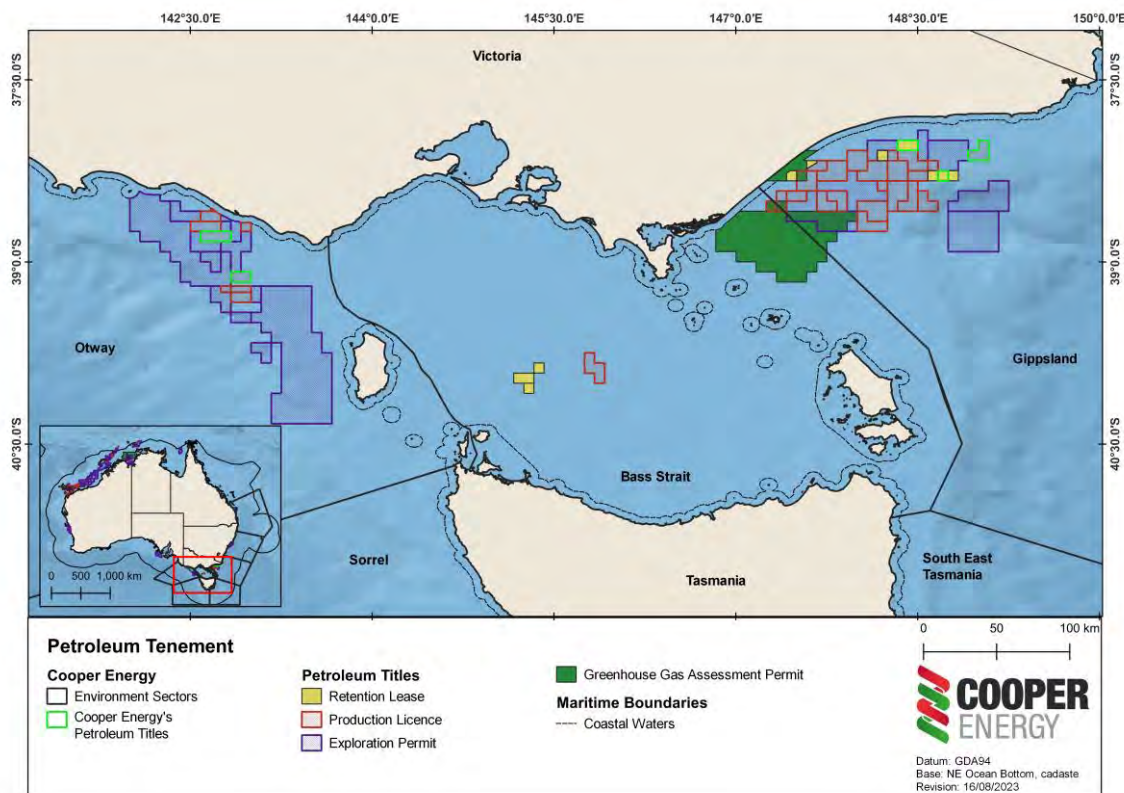 142°30.0'E 144°0.0'E 145°30.0'E 147°0.0'E 148°30.0'E 150°0.0'E
37°30.0'S
37°30.0'S
39°0.0'S
39°0.0'S
40°30.0'S
40°30.0'S
Victoria
Otway
Gippsland
Bass Strait
Sorrel
Tasmania
South East
Tasmania
0 500 1,000 km
Petroleum Tenement
Cooper Energy
Environment Sectors
Cooper Energy's
Petroleum Titles
Petroleum Titles
Retention Lease
Production Licence
Exploration Permit
Greenhouse Gas Assessment Permit
Maritime Boundaries
Coastal Waters
0 50 100 km
COOPER
ENERGY
Datum: GDA94
Base: NE Ocean Bottom, cadaste
Revision: 16/08/2023